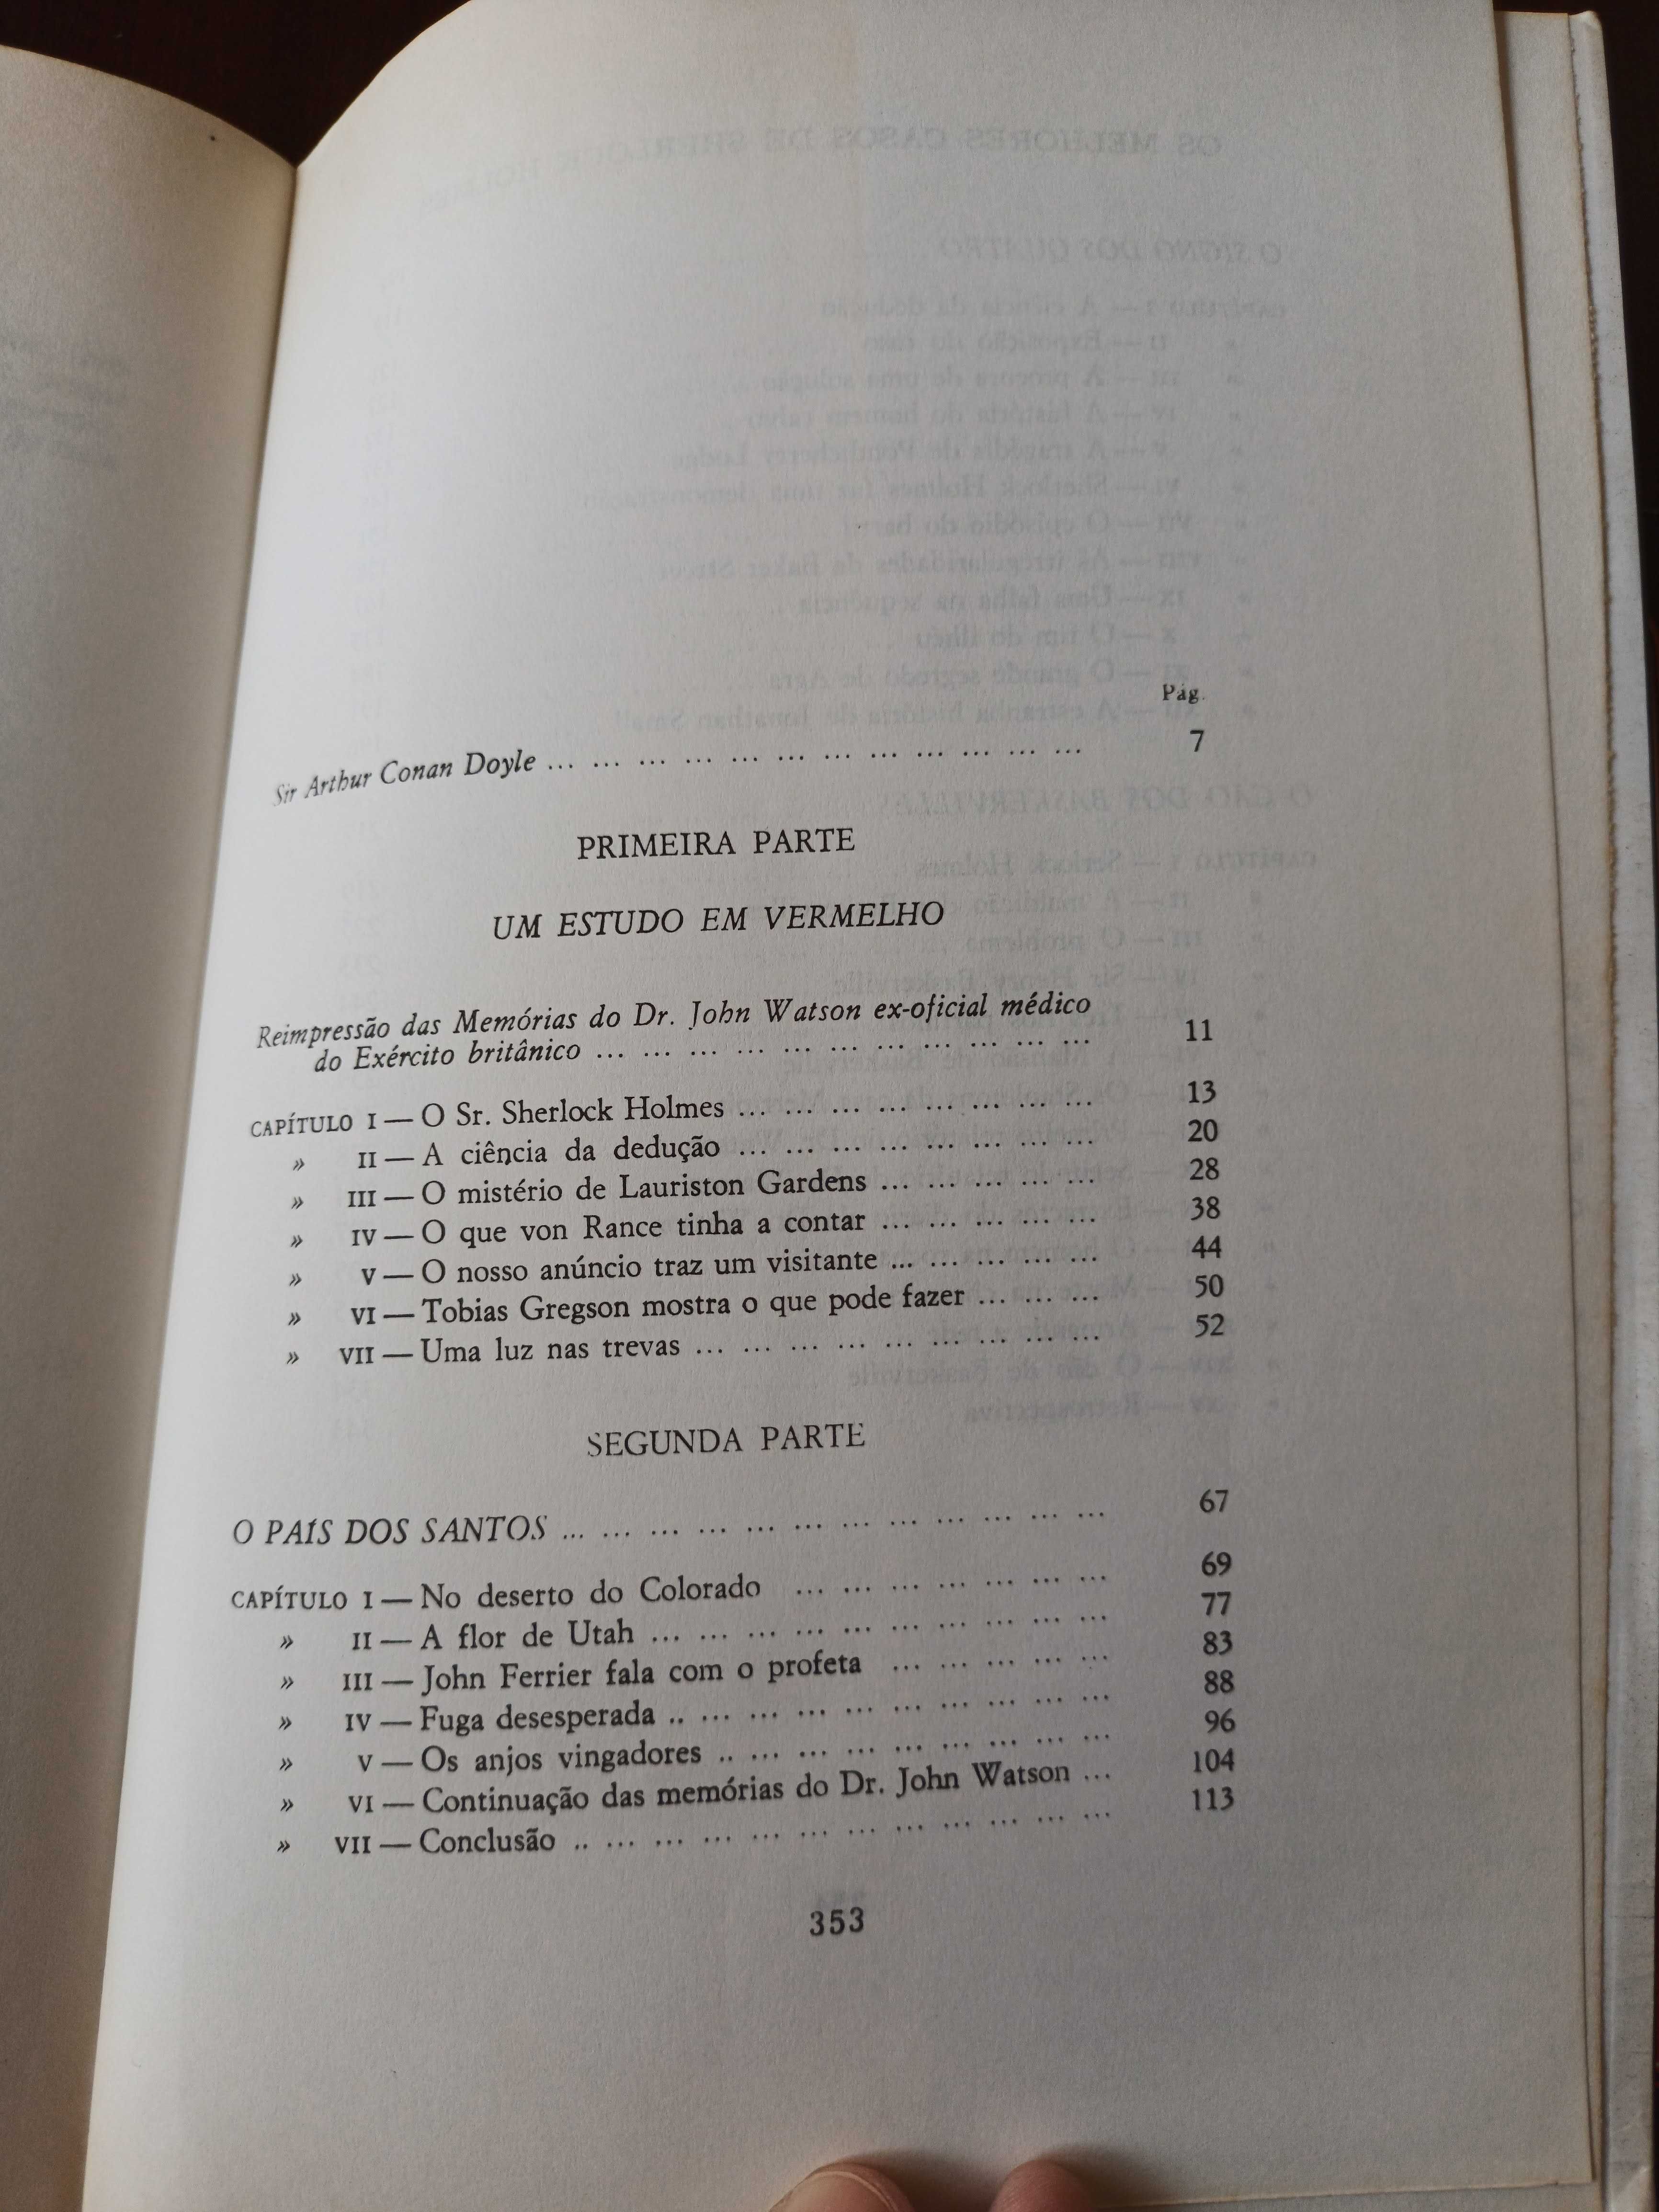 Pág.
Sir Arthur Conan Doyle ... ... ... ... ... ... ... ... ... ... ... ... 7
PRIMEIRA PARTE
UM ESTUDO EM VERMELHO
Reimpressão das Memórias do Dr. John Watson ex-oficial médico
do Exército britânico ... ... ... ... ... ... ... ... ... ... ... 11
CAPÍTULO I — O Sr. Sherlock Holmes ... ... ... ... ... ... ... ... 13
» II — A ciência da dedução ... ... ... ... ... ... ... ... 20
» III — O mistério de Lauriston Gardens ... ... ... ... ... 28
» IV — O que von Rance tinha a contar ... ... ... ... ... 38
» V — O nosso anúncio traz um visitante ... ... ... ... ... 44
» VI — Tobias Gregson mostra o que pode fazer ... ... ... 50
» VII — Uma luz nas trevas ... ... ... ... ... ... ... ... ... 52
SEGUNDA PARTE
O PAÍS DOS SANTOS ... ... ... ... ... ... ... ... ... ... ... ... 67
CAPÍTULO I — No deserto do Colorado ... ... ... ... ... ... ... 69
» II — A flor de Utah ... ... ... ... ... ... ... ... ... ... 77
» III — John Ferrier fala com o profeta ... ... ... ... ... 83
» IV — Fuga desesperada .. ... ... ... ... ... ... ... ... ... 88
» V — Os anjos vingadores .. ... ... ... ... ... ... ... ... 96
» VI — Continuação das memórias do Dr. John Watson ... 104
» VII — Conclusão .. ... ... ... ... ... ... ... ... ... ... ... 113
353